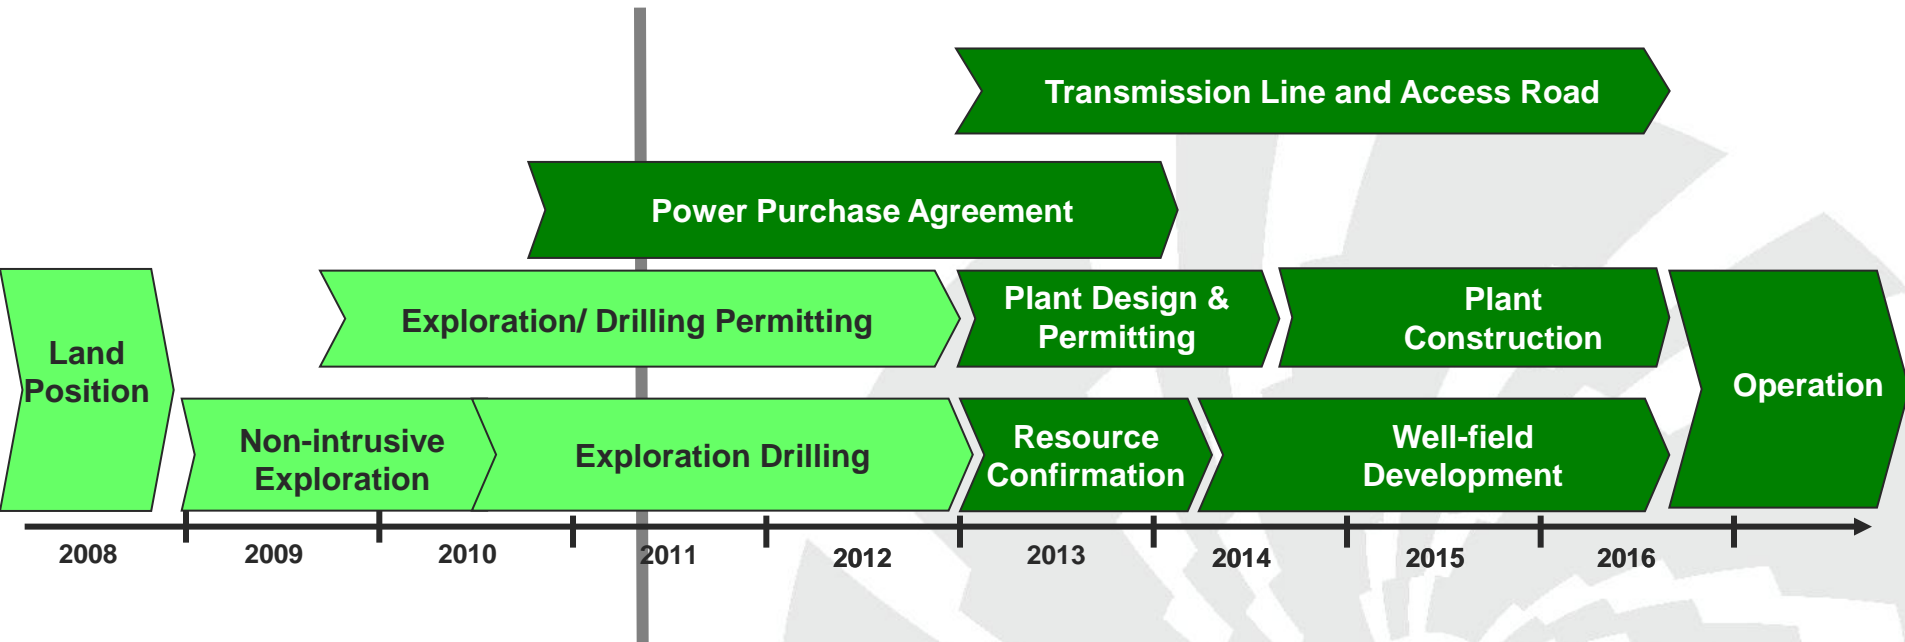 Transmission Line and Access Road
Power Purchase Agreement
Land
Position
Exploration/ Drilling Permitting
Plant Design &
Permitting
Plant
Construction
Operation
Non-intrusive
Exploration
Exploration Drilling
Resource
Confirmation
Well-field
Development
2008 2009 2010 2011 2012 2013 2014 2015 2016